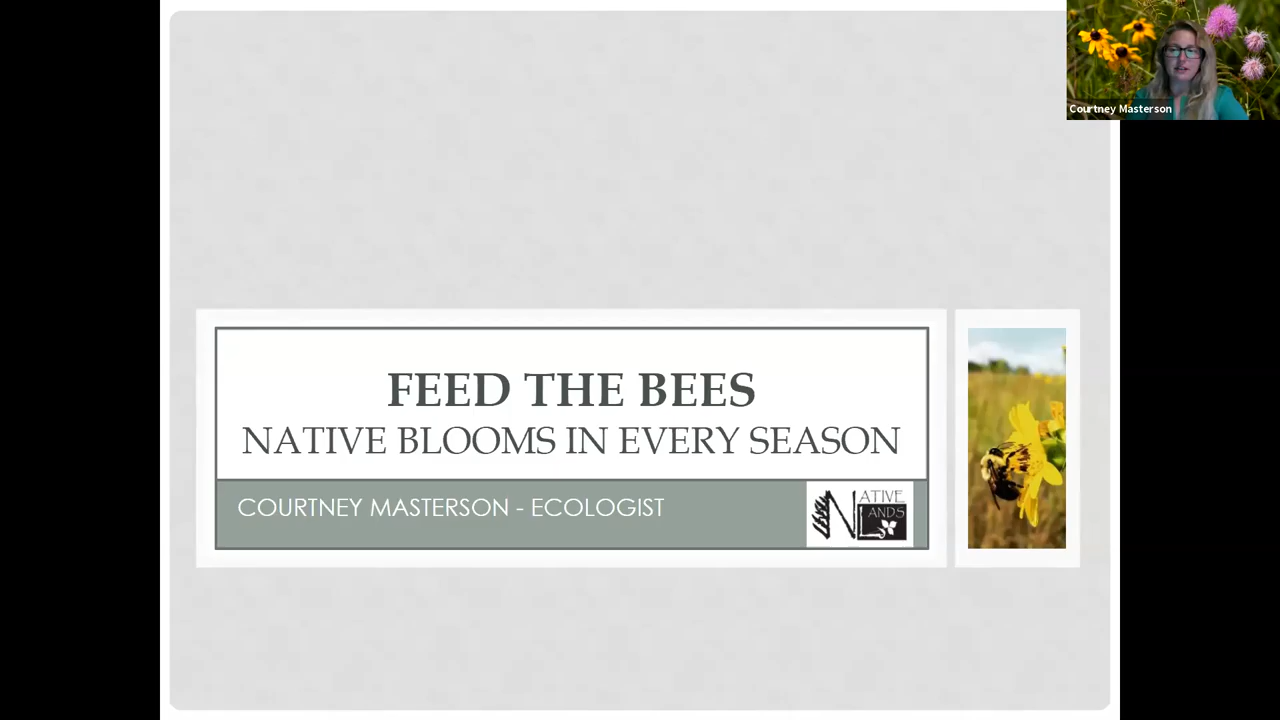 Courtney Masterson
FEED THE BEES
NATIVE BLOOMS IN EVERY SEASON
COURTNEY MASTERSON - ECOLOGIST
NATIVE
LANDS